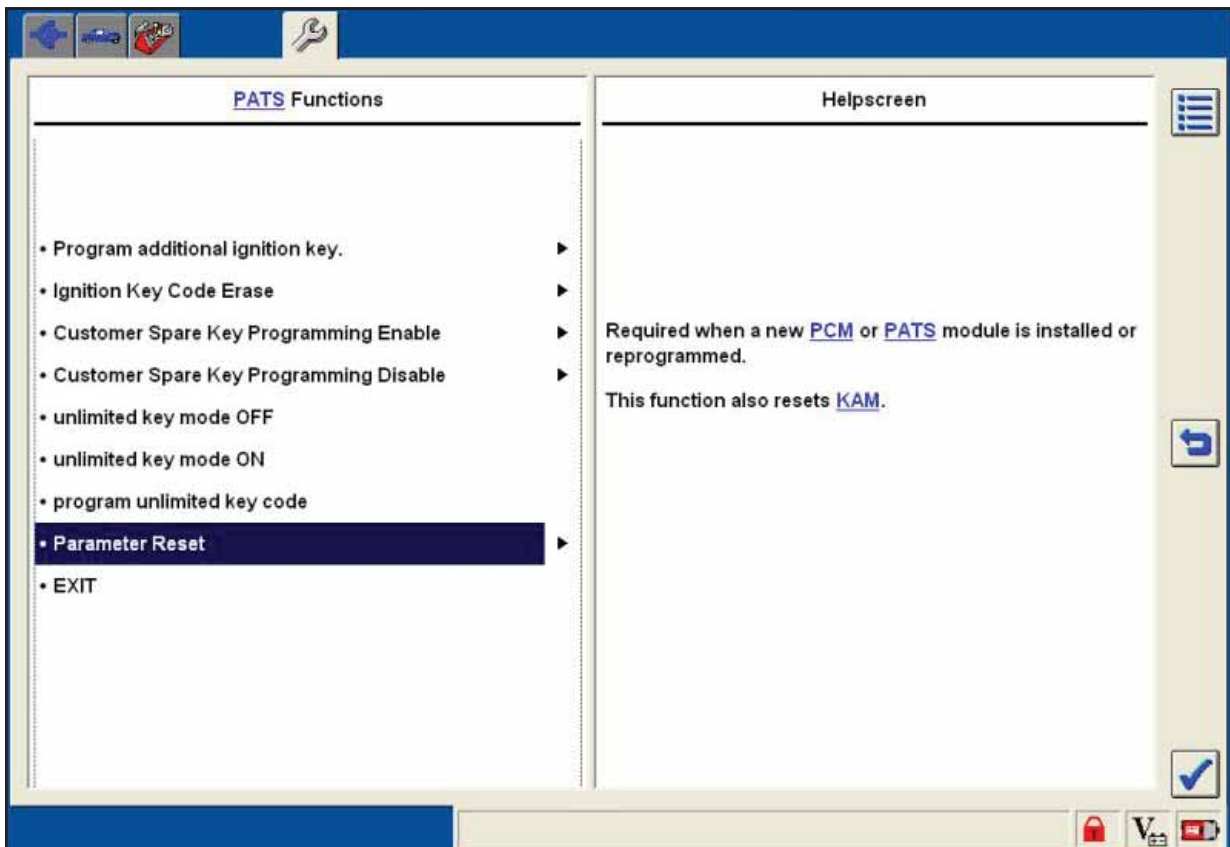 PATS Functions
• Program additional ignition key.
• Ignition Key Code Erase
• Customer Spare Key Programming Enable
• Customer Spare Key Programming Disable
• unlimited key mode OFF
• unlimited key mode ON
• program unlimited key code
• Parameter Reset
• EXIT
Helpscreen
Required when a new PCM or PATS module is installed or
reprogrammed.
This function also resets KAM.
V